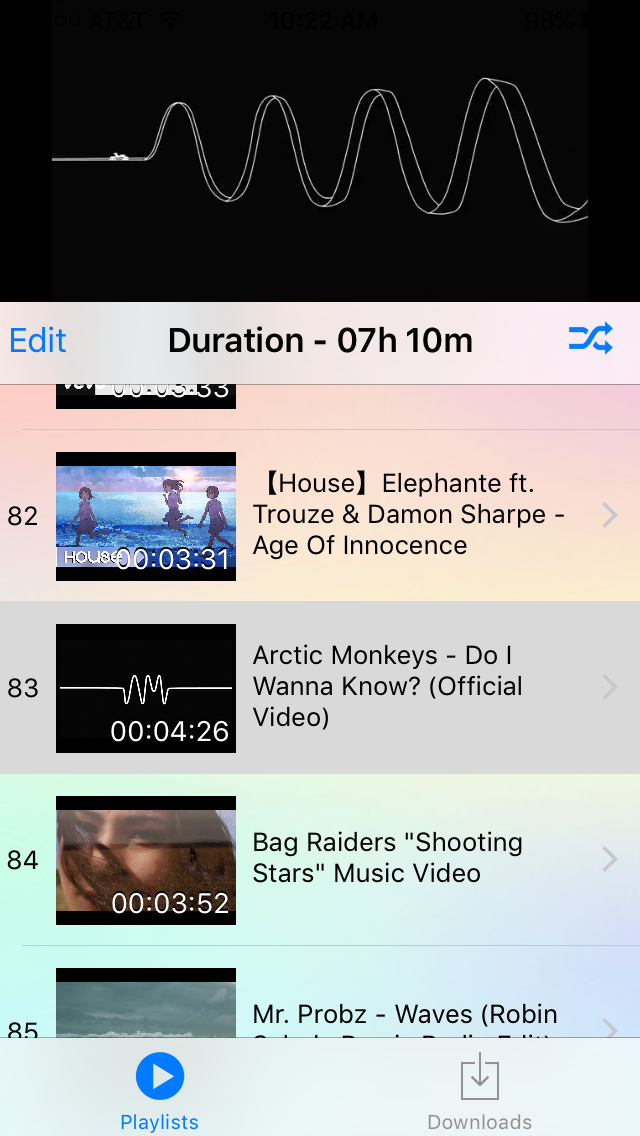 AT&T 10:22 AM 98%
Edit Duration - 07h 10m
00:03:33
82
HOUSE 00:03:31
【House】Elephante ft.
Trouze & Damon Sharpe -
Age Of Innocence
83
00:04:26
Arctic Monkeys - Do I
Wanna Know? (Official
Video)
84
00:03:52
Bag Raiders "Shooting
Stars" Music Video
85
Mr. Probz - Waves (Robin
Playlists Downloads